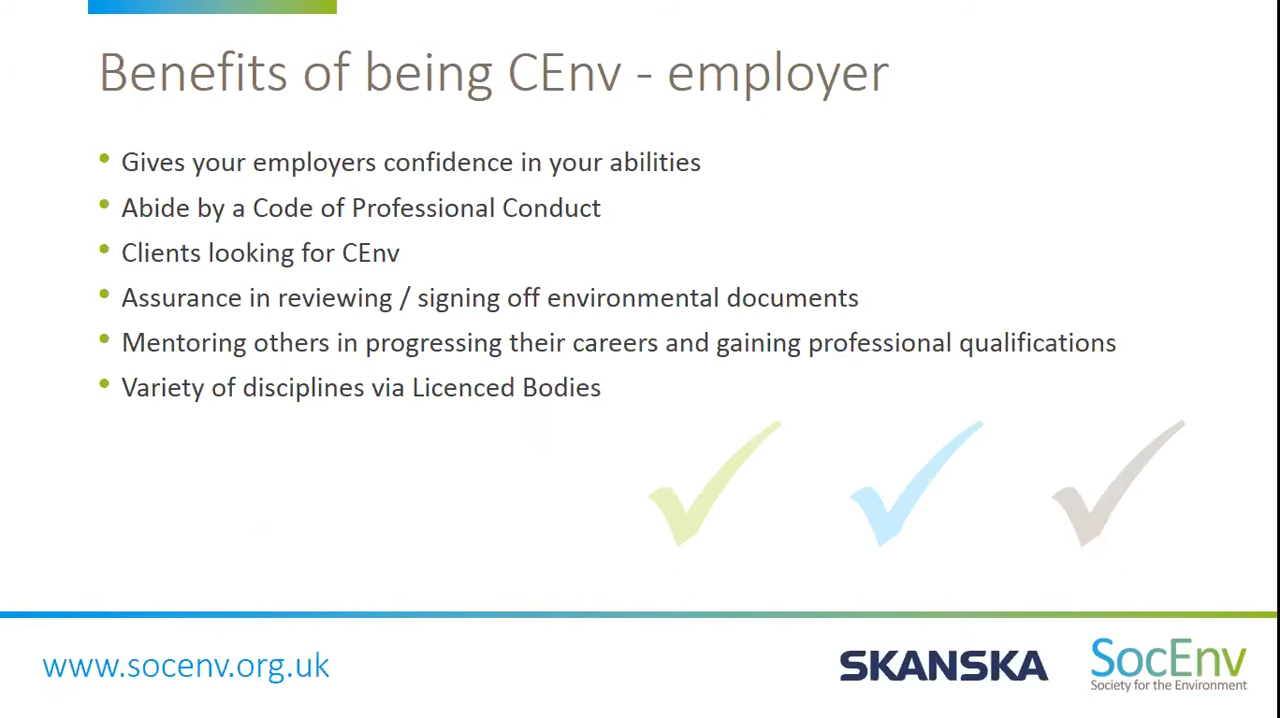 Benefits of being CEnv - employer
• Gives your employers confidence in your abilities
• Abide by a Code of Professional Conduct
• Clients looking for CEnv
• Assurance in reviewing / signing off environmental documents
• Mentoring others in progressing their careers and gaining professional qualifications
• Variety of disciplines via Licenced Bodies
www.socenv.org.uk
SKANSKA
SocEnv
Society for the Environment